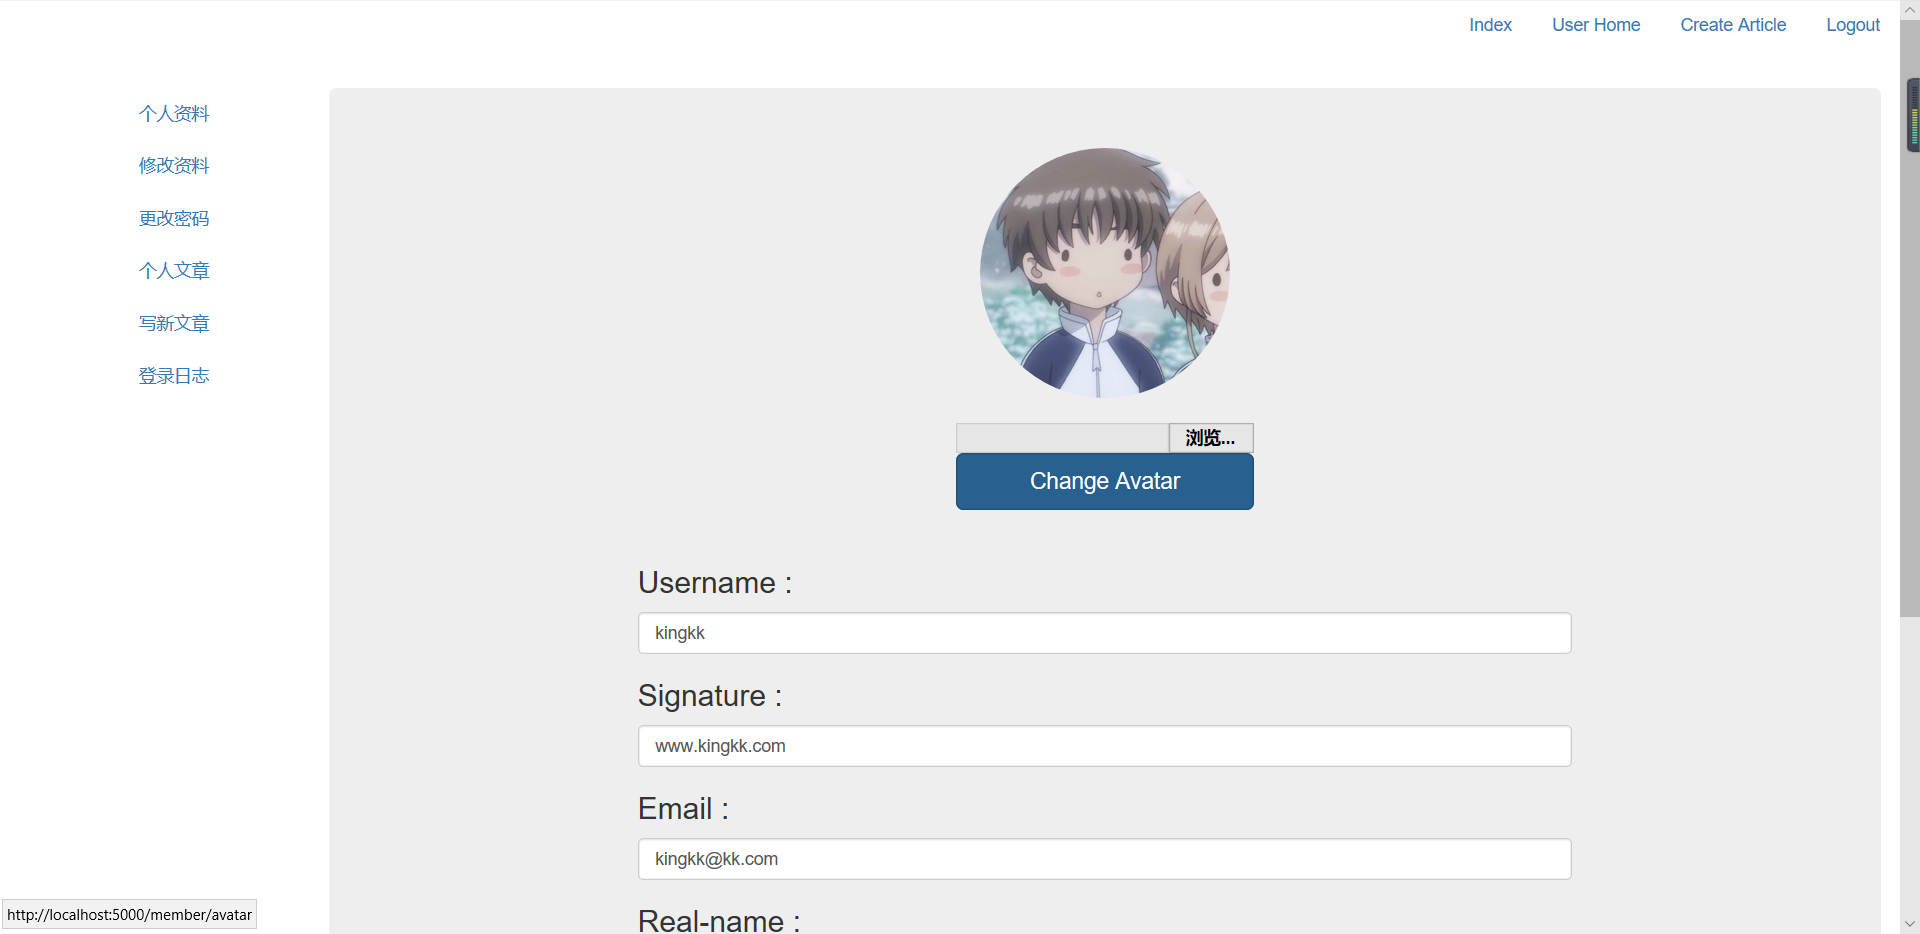 Index User Home Create Article Logout
个人资料
修改资料
更改密码
个人文章
写新文章
登录日志
浏览...
Change Avatar
Username :
kingkk
Signature :
www.kingkk.com
Email :
kingkk@kk.com
Real-name :
http://localhost:5000/member/avatar